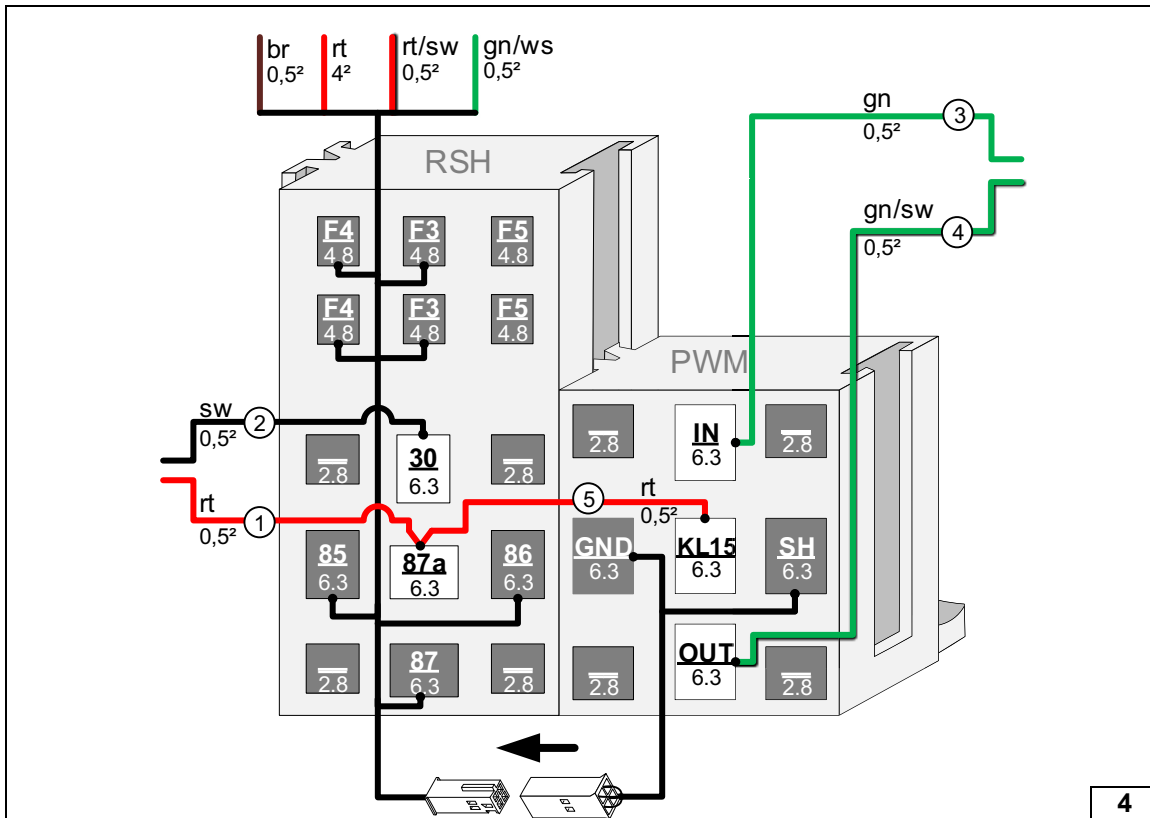 br
0,5²
rt
4²
rt/sw
0,5²
gn/ws
0,5²
gn
0,5²
3
gn/sw
0,5²
4
RSH
F4
4.8
F3
4.8
F5
4.8
F4
4.8
F3
4.8
F5
4.8
sw
0,5²
2
2.8
30
6.3
2.8
rt
0,5²
1
85
6.3
87a
6.3
86
6.3
2.8
87
6.3
2.8
PWM
2.8
IN
6.3
2.8
5
rt
0,5²
GND
6.3
KL15
6.3
SH
6.3
2.8
OUT
6.3
2.8
4